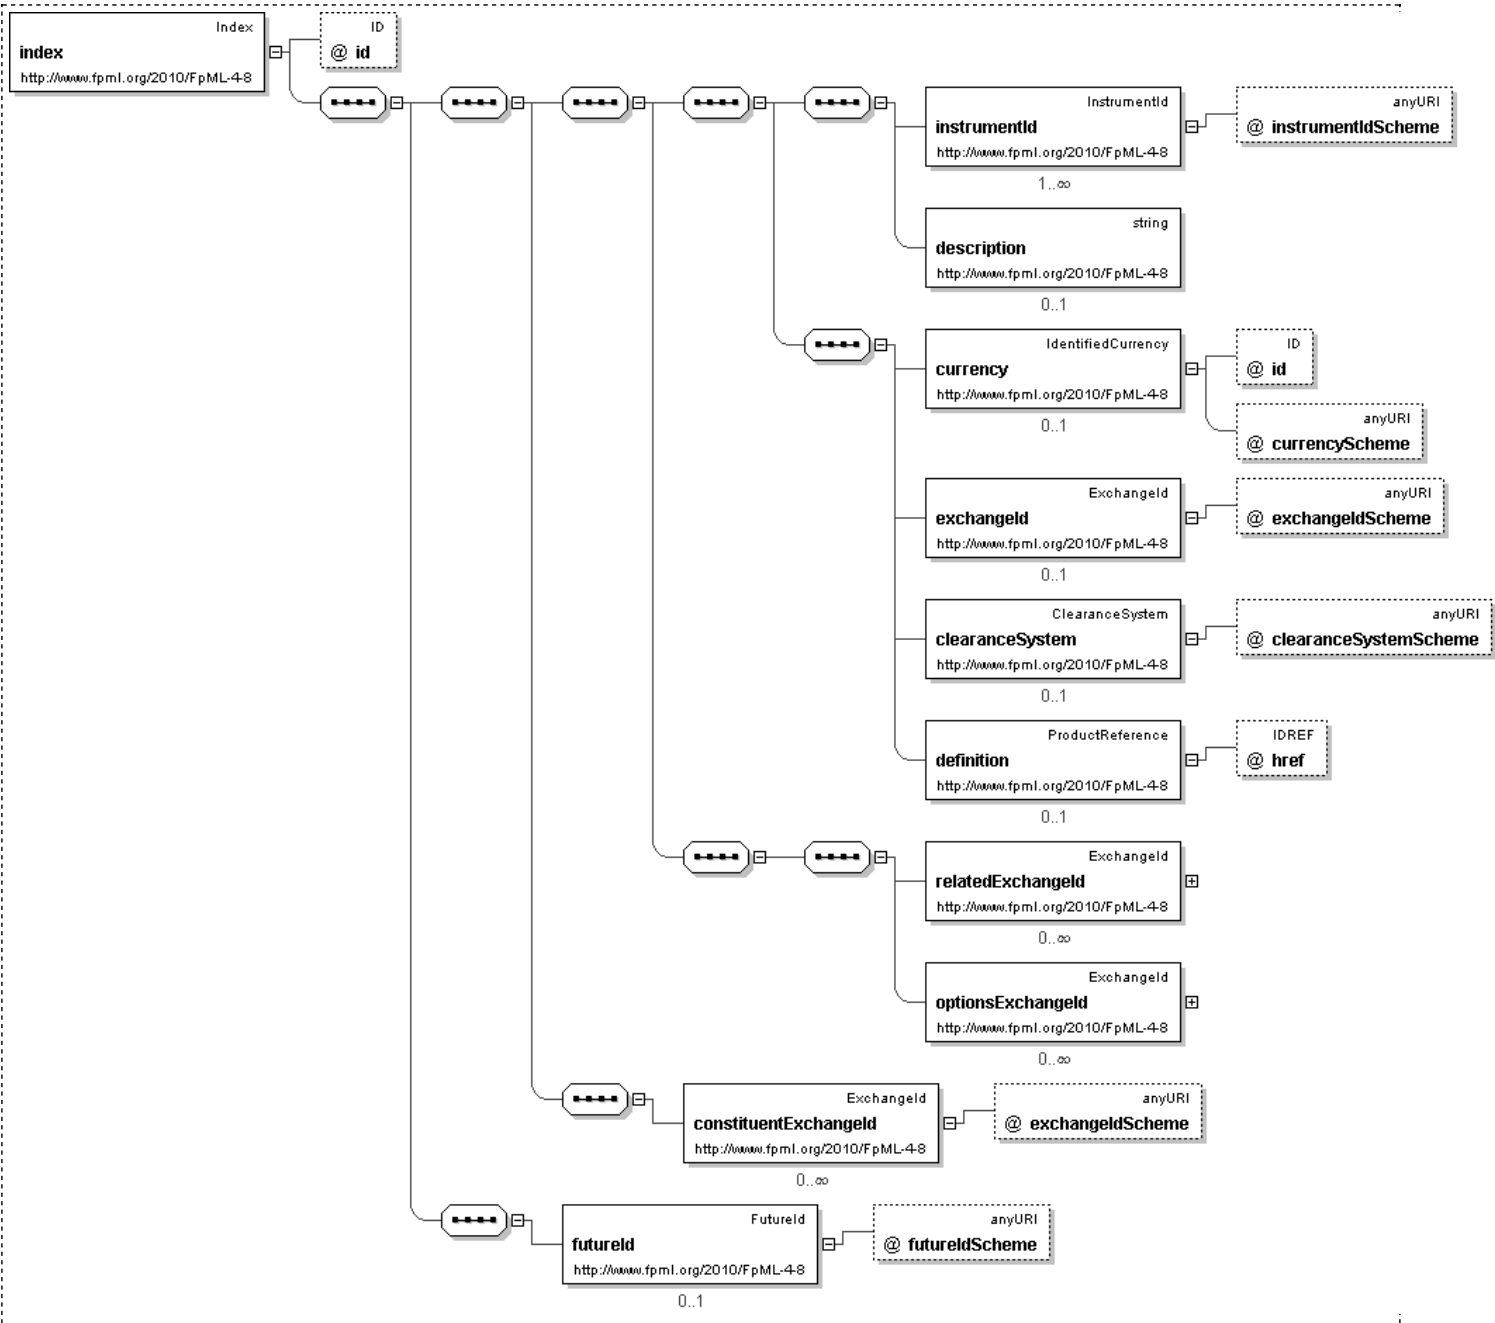 Index
index
http://www.fpml.org/2010/FpML-4-8
ID
@ id
InstrumentId
instrumentId
http://www.fpml.org/2010/FpML-4-8
1..∞
anyURI
@ instrumentIdScheme
string
description
http://www.fpml.org/2010/FpML-4-8
0..1
IdentifiedCurrency
currency
http://www.fpml.org/2010/FpML-4-8
0..1
ID
@ id
anyURI
@ currencyScheme
ExchangeId
exchangeId
http://www.fpml.org/2010/FpML-4-8
0..1
anyURI
@ exchangeIdScheme
ClearanceSystem
clearanceSystem
http://www.fpml.org/2010/FpML-4-8
0..1
anyURI
@ clearanceSystemScheme
ProductReference
definition
http://www.fpml.org/2010/FpML-4-8
0..1
IDREF
@ href
ExchangeId
relatedExchangeId
http://www.fpml.org/2010/FpML-4-8
0..∞
ExchangeId
optionsExchangeId
http://www.fpml.org/2010/FpML-4-8
0..∞
ExchangeId
constituentExchangeId
http://www.fpml.org/2010/FpML-4-8
0..∞
anyURI
@ exchangeIdScheme
FutureId
futureId
http://www.fpml.org/2010/FpML-4-8
0..1
anyURI
@ futureIdScheme